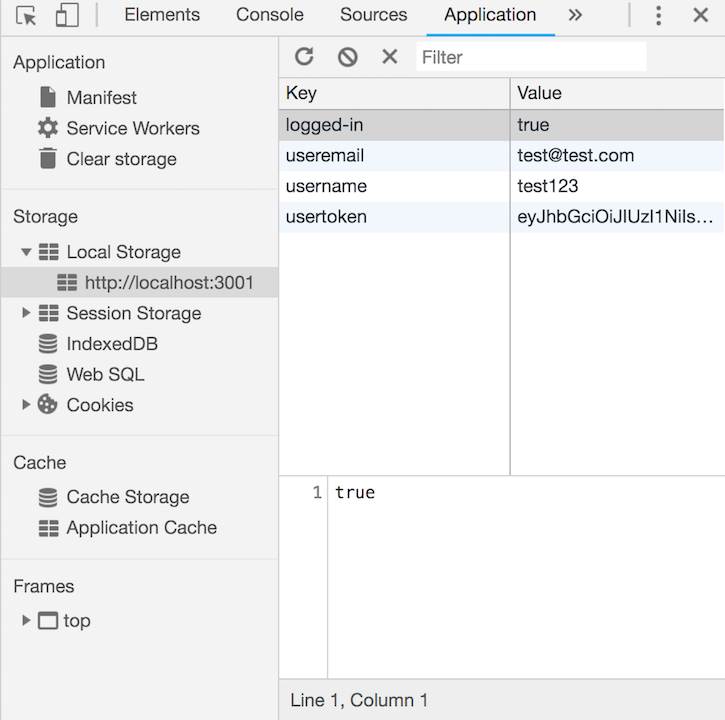 Elements Console Sources Application
Application
Manifest
Service Workers
Clear storage
Storage
Local Storage
http://localhost:3001
Session Storage
IndexedDB
Web SQL
Cookies
Cache
Cache Storage
Application Cache
Frames
top
Filter
Key Value
logged-in true
useremail test@test.com
username test123
usertoken eyJhbGciOiJIUzI1NiIs…
1 true
Line 1, Column 1